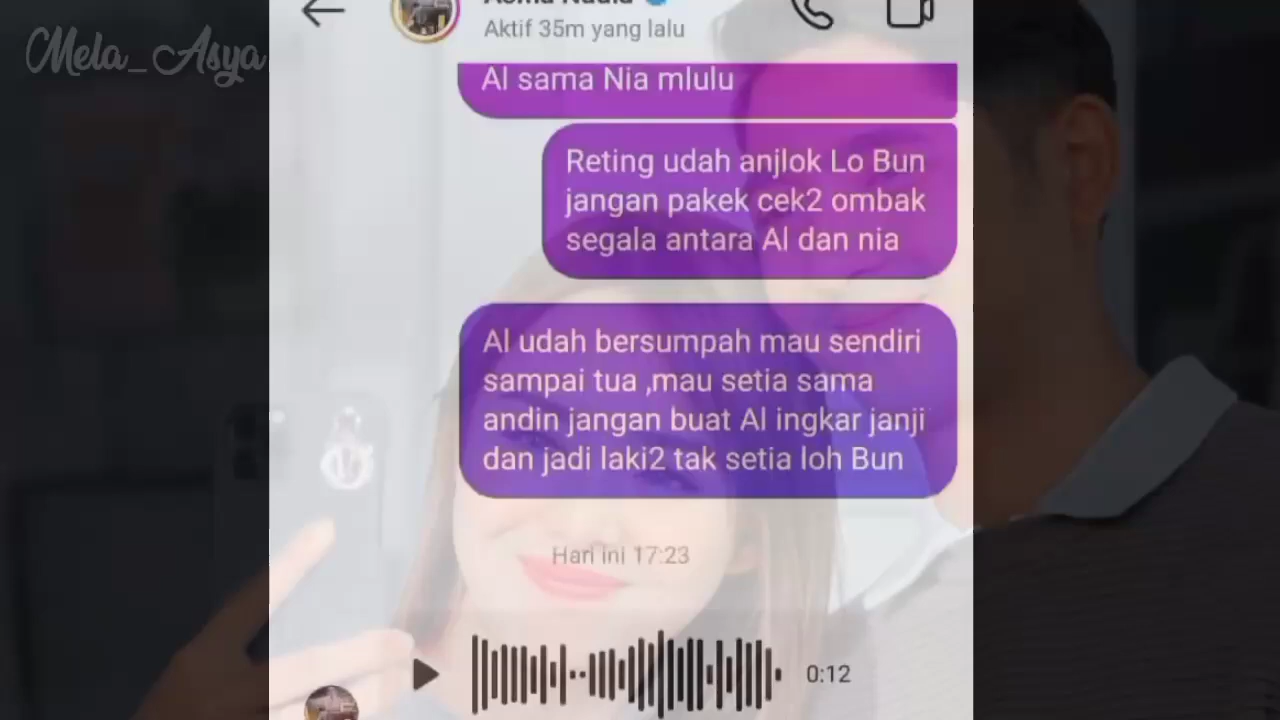 Mela_Asya
Asma Nadia
Aktif 35m yang lalu
Al sama Nia mlulu
Reting udah anjlok Lo Bun
jangan pakek cek2 ombak
segala antara Al dan nia
Al udah bersumpah mau sendiri
sampai tua ,mau setia sama
andin jangan buat Al ingkar janji
dan jadi laki2 tak setia loh Bun
Hari ini 17:23
0:12